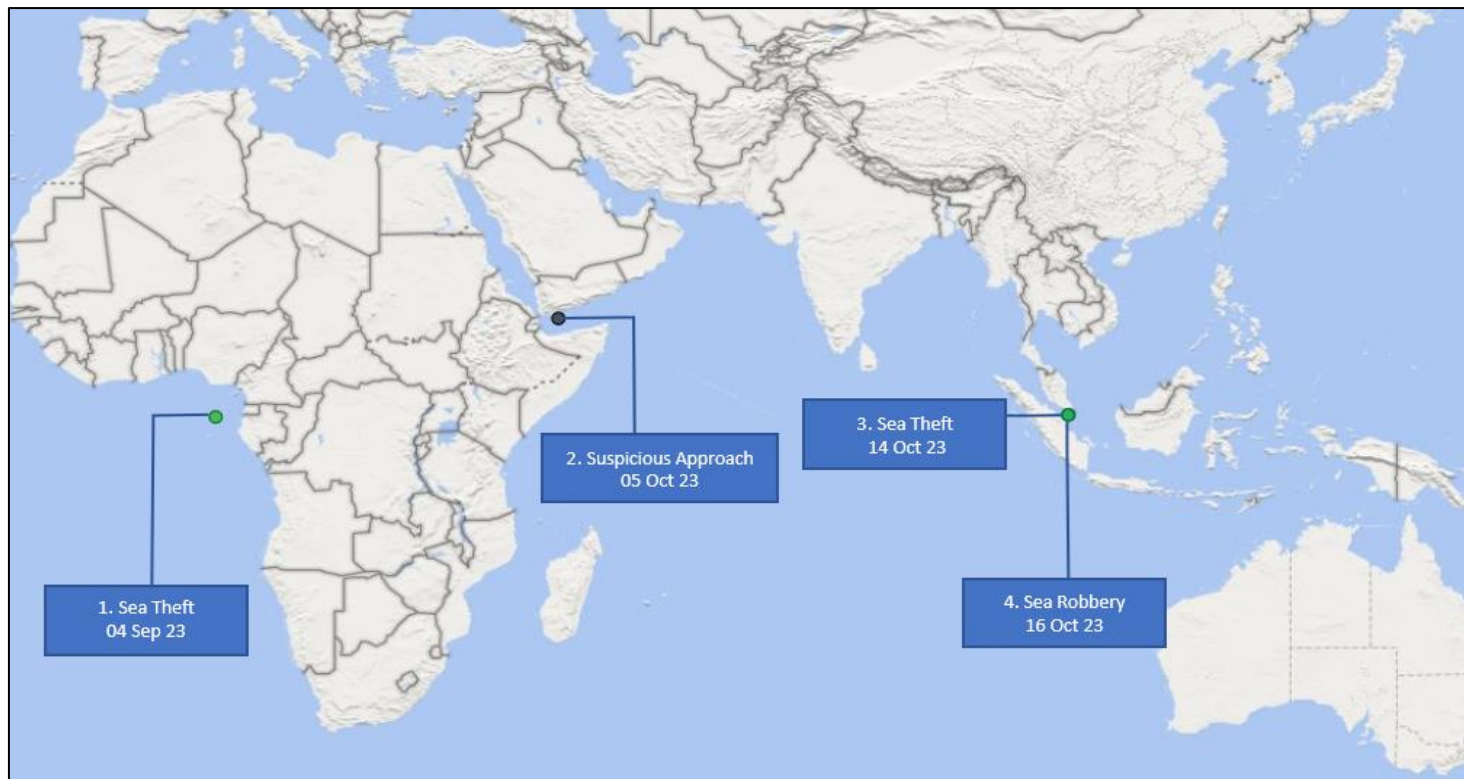 1. Sea Theft
04 Sep 23
2. Suspicious Approach
05 Oct 23
3. Sea Theft
14 Oct 23
4. Sea Robbery
16 Oct 23